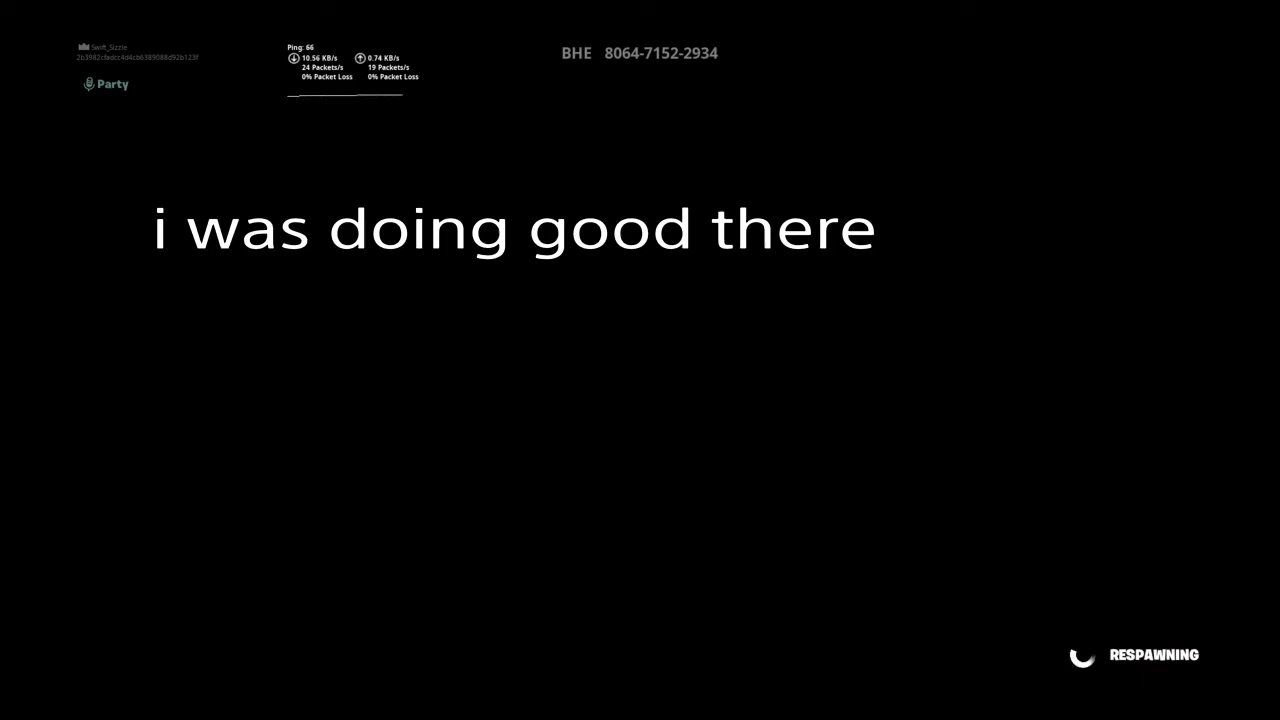 Swift_Sizzle
Party
Ping: 66
10.56 KB/s 0.74 KB/s
24 Packets/s 19 Packets/s
0% Packet Loss 0% Packet Loss
BHE 8064-7152-2934
i was doing good there
RESPAWNING